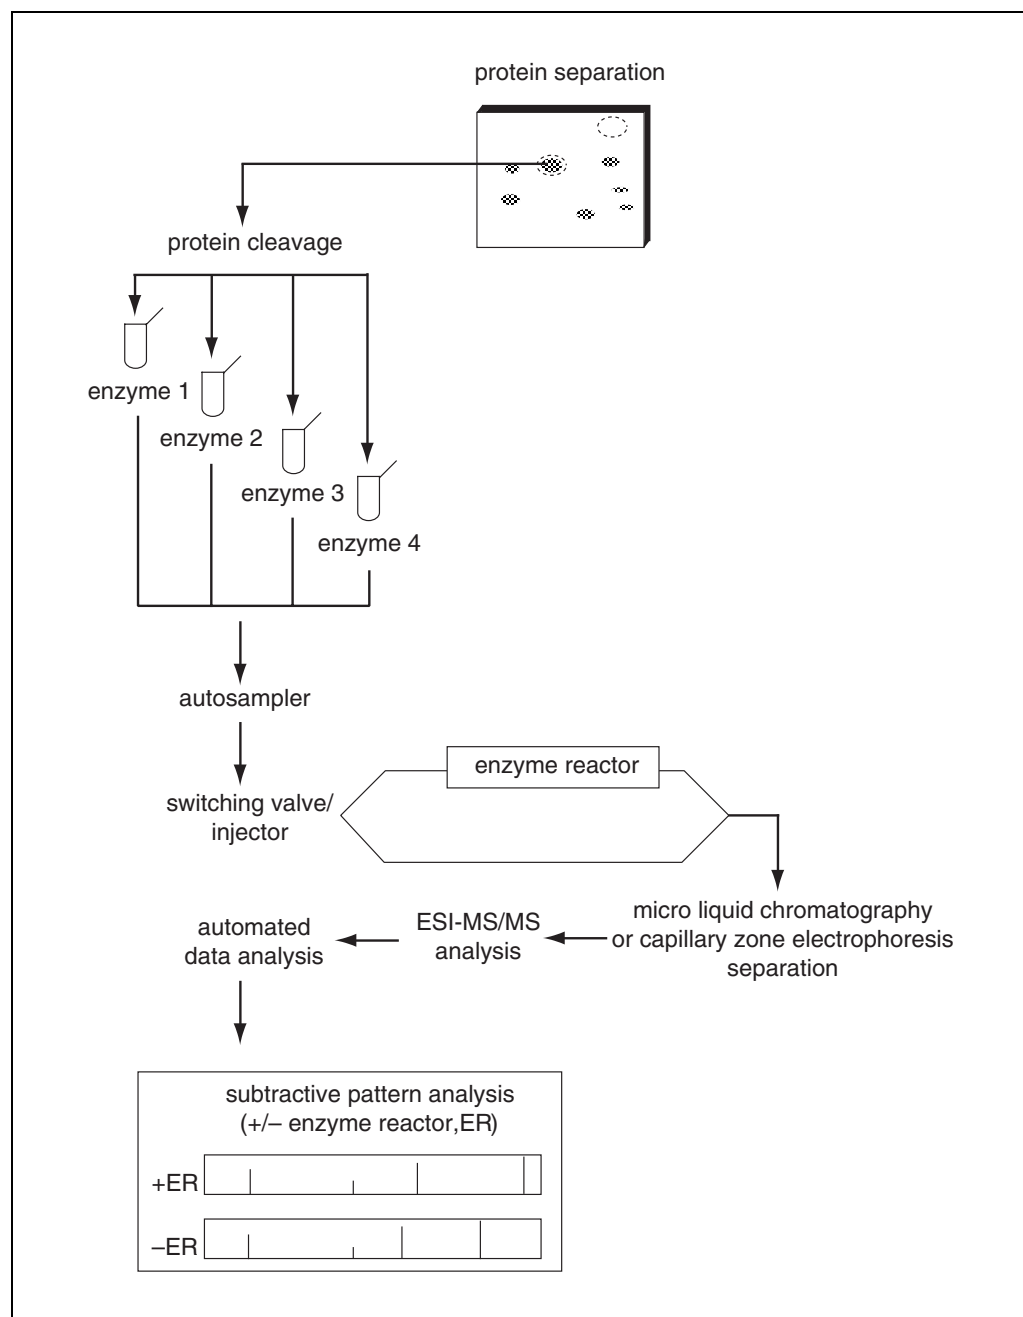 protein separation
protein cleavage
enzyme 1
enzyme 2
enzyme 3
enzyme 4
autosampler
switching valve/
injector
enzyme reactor
micro liquid chromatography
or capillary zone electrophoresis
separation
ESI-MS/MS
analysis
automated
data analysis
subtractive pattern analysis
(+/– enzyme reactor,ER)
+ER
–ER